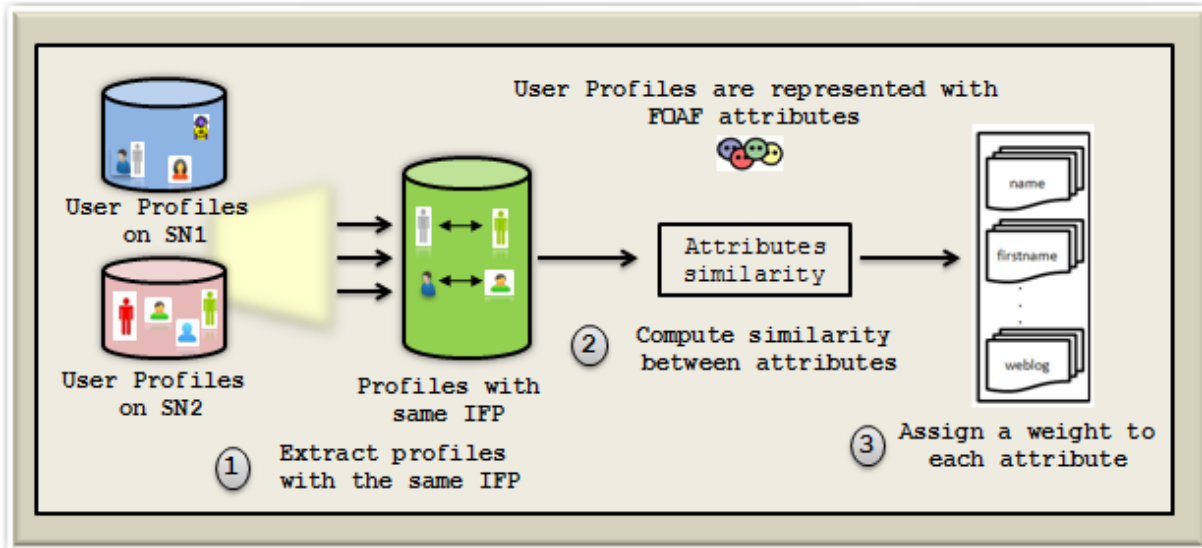 User Profiles
on SN1
User Profiles
on SN2
Profiles with
same IFP
1
Extract profiles
with the same IFP
User Profiles are represented with
FOAF attributes
Attributes
similarity
2
Compute similarity
between attributes
name
firstname
.
.
.
weblog
3
Assign a weight to
each attribute